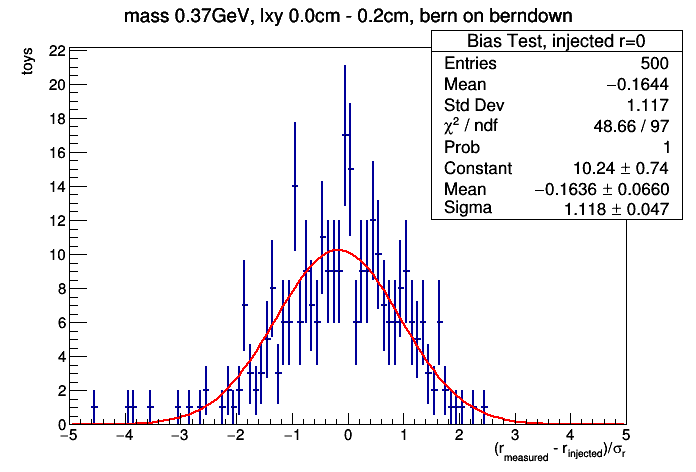 mass 0.37GeV, lxy 0.0cm - 0.2cm, bern on berndown
Bias Test, injected r=0
Entries 500
Mean −0.1644
Std Dev 1.117
χ² / ndf 48.66 / 97
Prob 1
Constant 10.24 ± 0.74
Mean −0.1636 ± 0.0660
Sigma 1.118 ± 0.047
toys
22
20
18
16
14
12
10
8
6
4
2
0
−5 −4 −3 −2 −1 0 1 2 3 4 5
(r_measured - r_injected)/σ_r